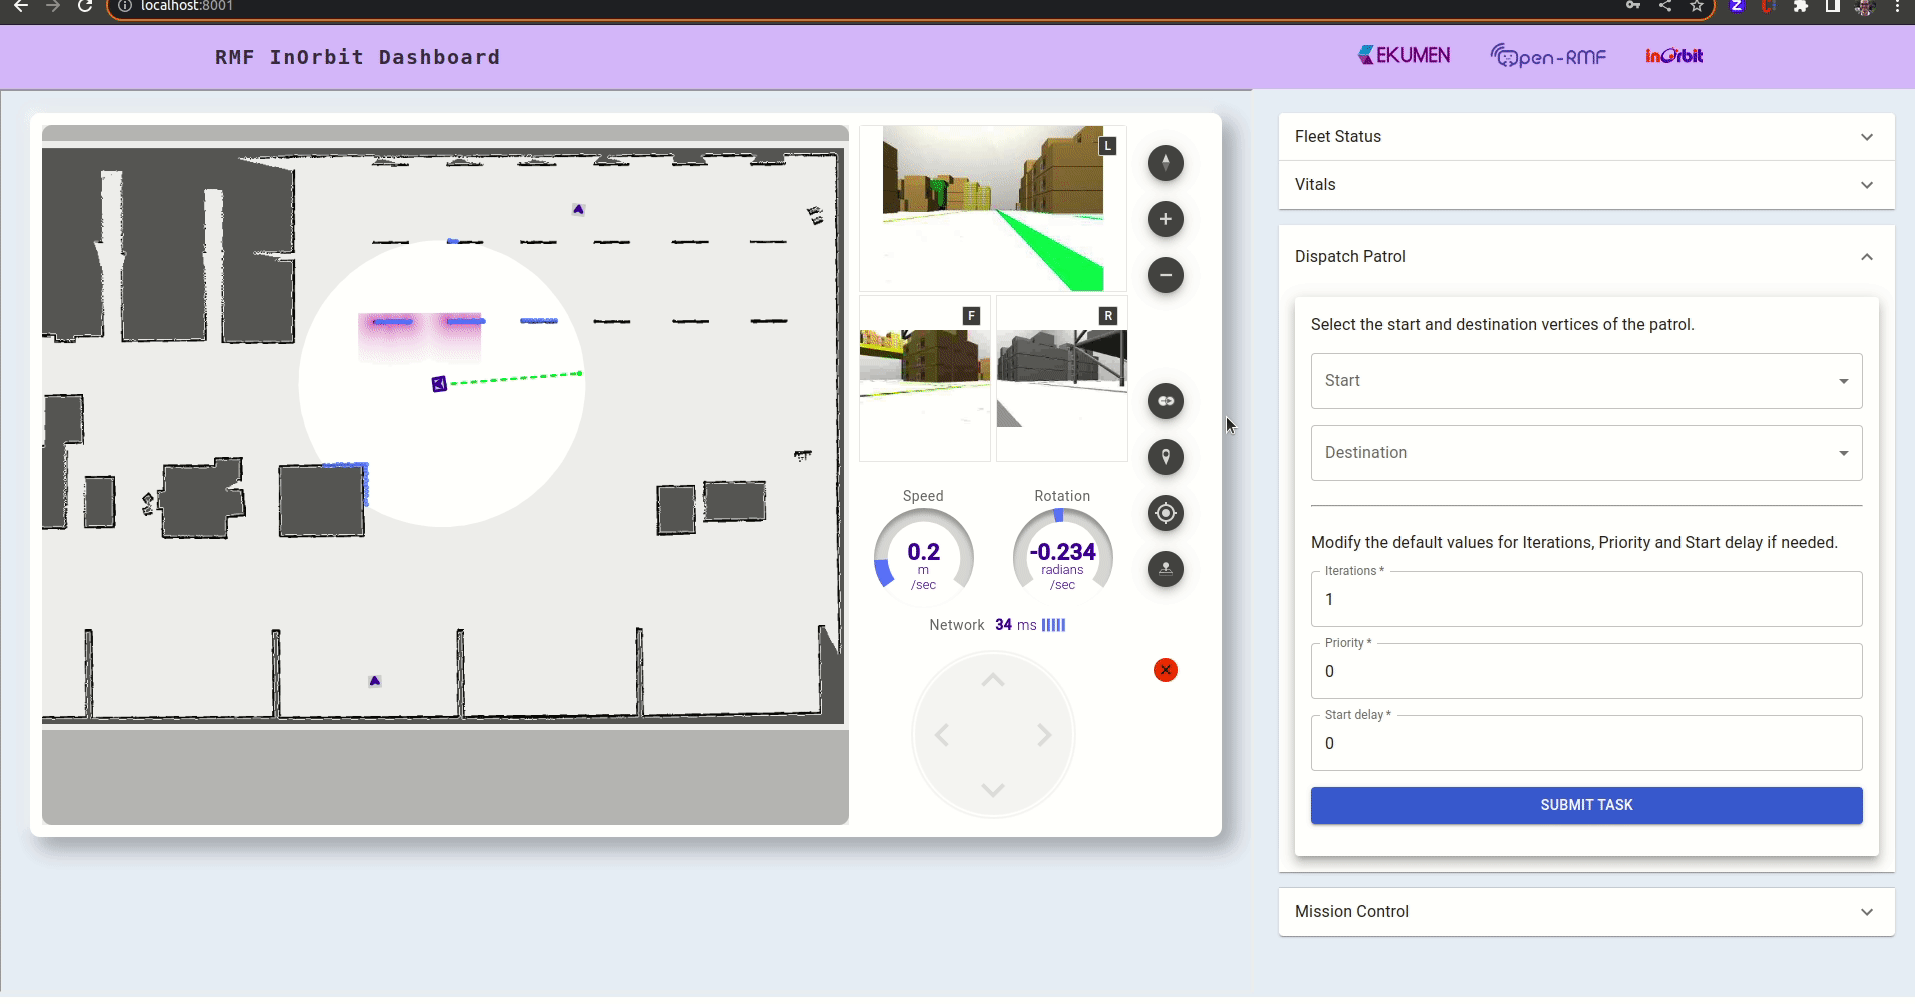 localhost:8001
RMF InOrbit Dashboard
EKUMEN
Open-RMF
inOrbit
L
F
R
Speed
0.2
m
/sec
Rotation
-0.234
radians
/sec
Network 34 ms
Fleet Status
Vitals
Dispatch Patrol
Select the start and destination vertices of the patrol.
Start
Destination
Modify the default values for Iterations, Priority and Start delay if needed.
Iterations *
1
Priority *
0
Start delay *
0
SUBMIT TASK
Mission Control